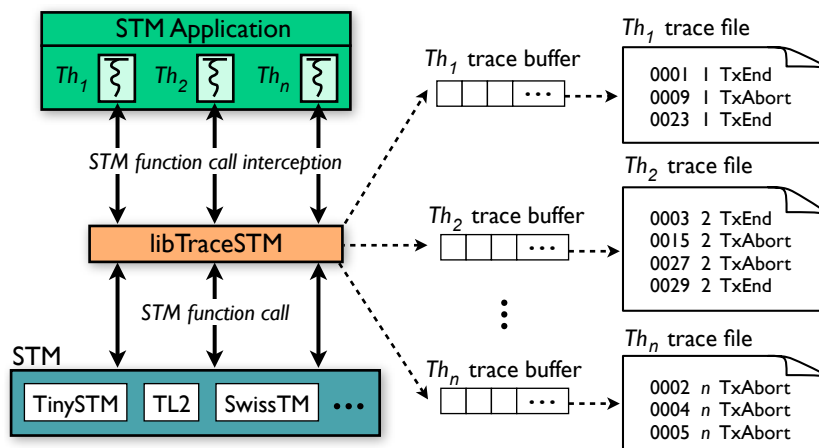 STM Application
Th1 Th2 Thn
STM function call interception
libTraceSTM
STM function call
STM
TinySTM TL2 SwissTM •••
Th1 trace buffer
•••
Th2 trace buffer
•••
Thn trace buffer
•••
Th1 trace file
0001 1 TxEnd
0009 1 TxAbort
0023 1 TxEnd
Th2 trace file
0003 2 TxEnd
0015 2 TxAbort
0027 2 TxAbort
0029 2 TxEnd
Thn trace file
0002 n TxAbort
0004 n TxAbort
0005 n TxAbort